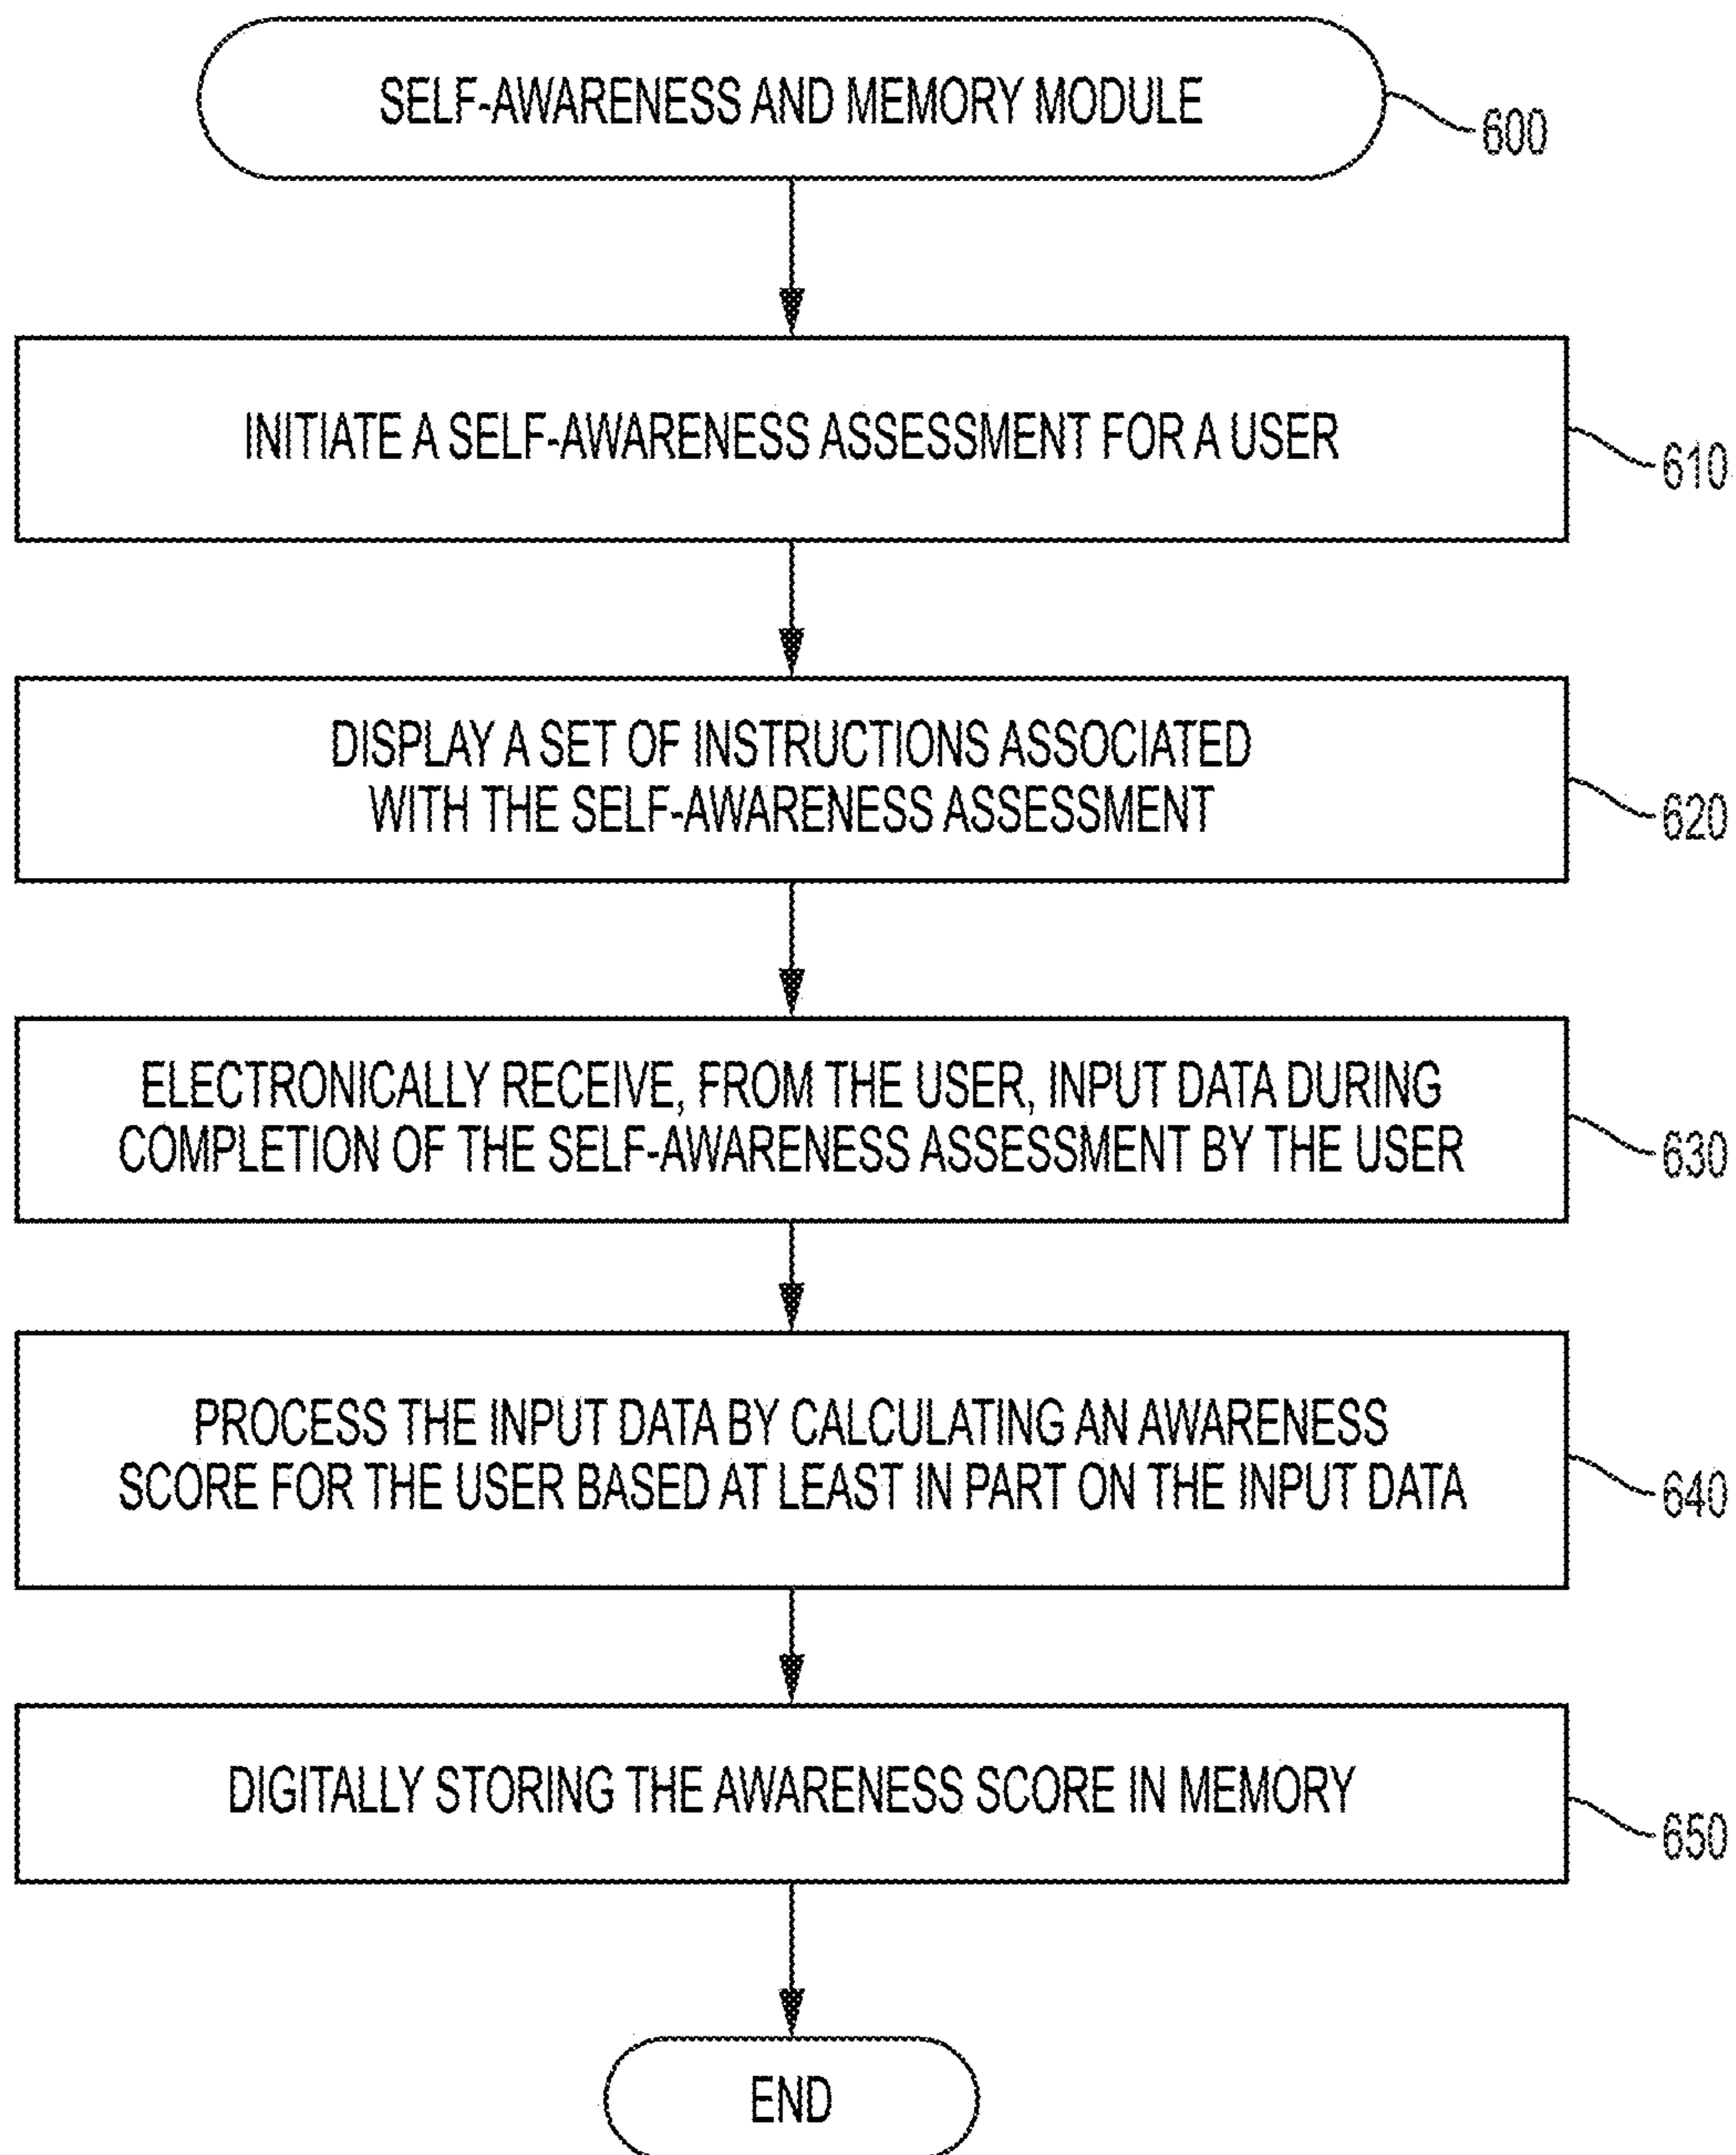 SELF-AWARENESS AND MEMORY MODULE
600
INITIATE A SELF-AWARENESS ASSESSMENT FOR A USER
610
DISPLAY A SET OF INSTRUCTIONS ASSOCIATED
WITH THE SELF-AWARENESS ASSESSMENT
620
ELECTRONICALLY RECEIVE, FROM THE USER, INPUT DATA DURING
COMPLETION OF THE SELF-AWARENESS ASSESSMENT BY THE USER
630
PROCESS THE INPUT DATA BY CALCULATING AN AWARENESS
SCORE FOR THE USER BASED AT LEAST IN PART ON THE INPUT DATA
640
DIGITALLY STORING THE AWARENESS SCORE IN MEMORY
650
END